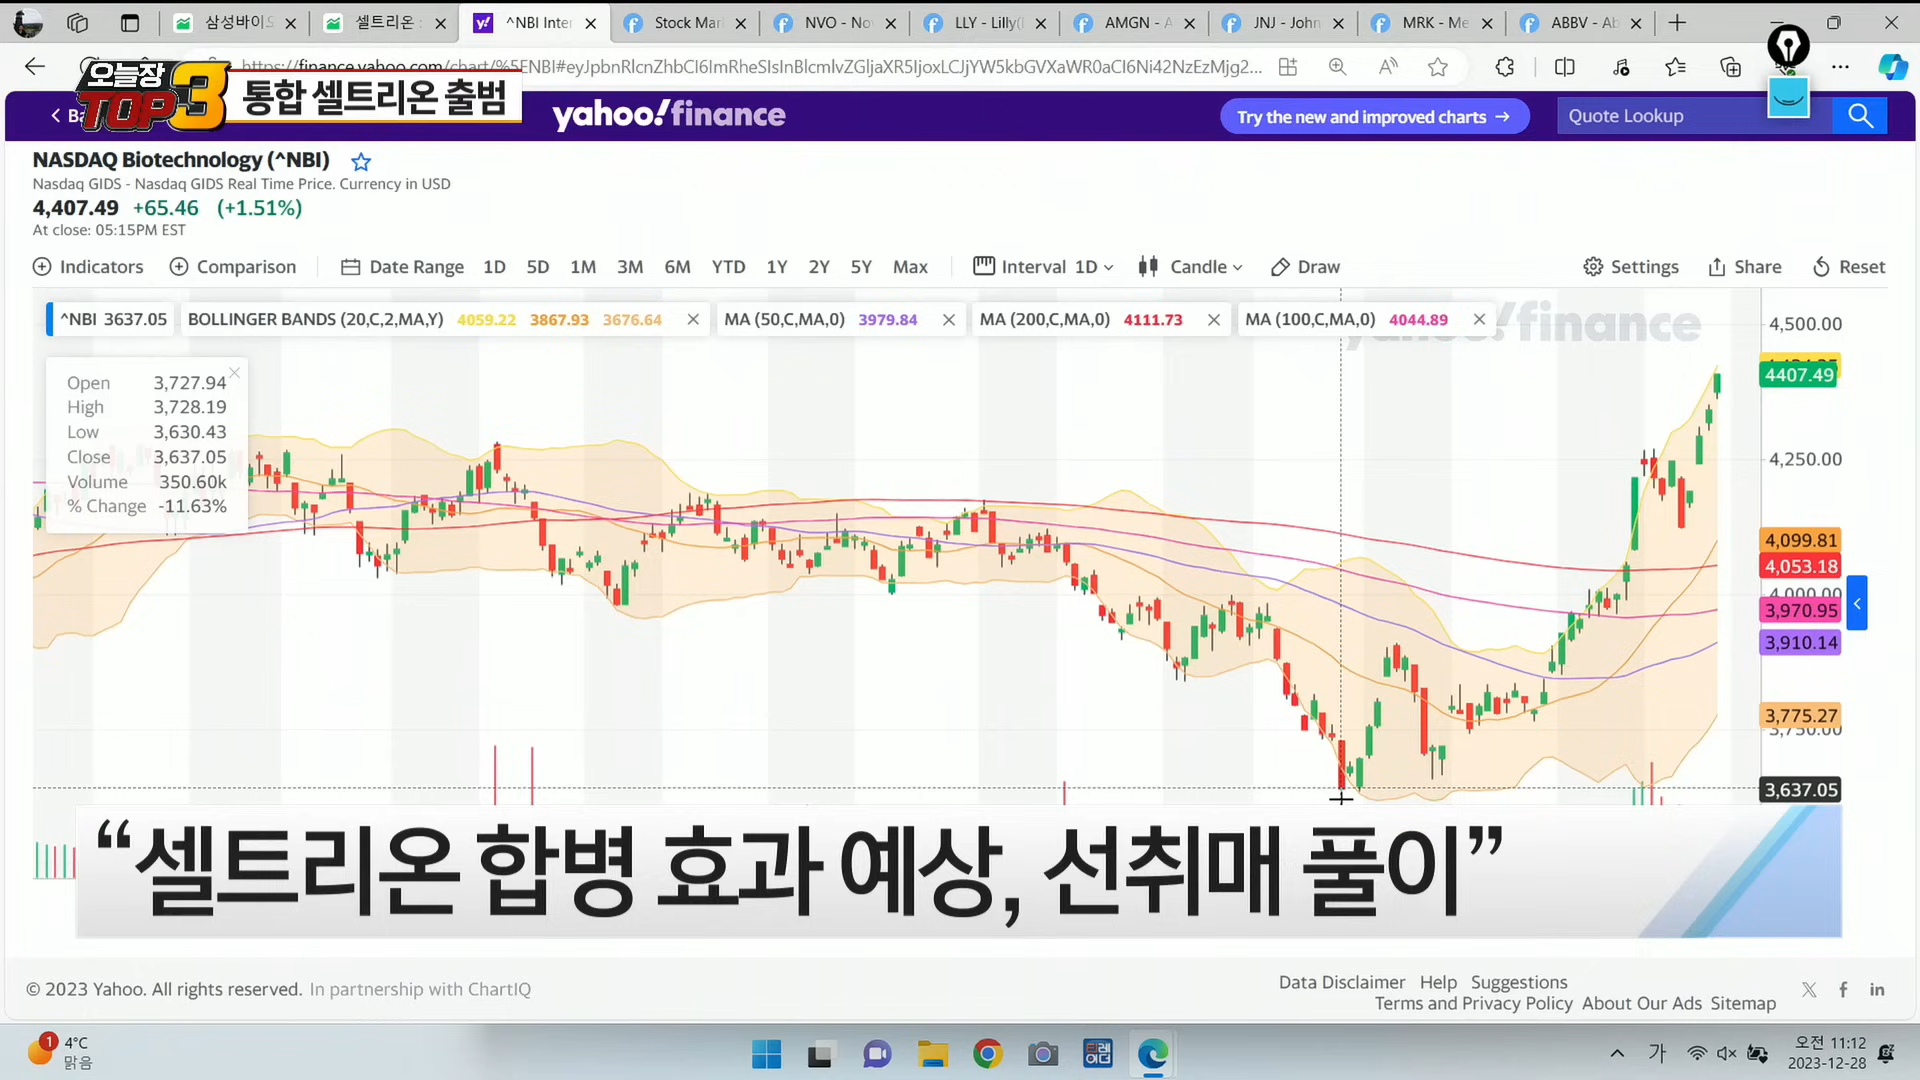 삼성바이오
셀트리온 :
^NBI Inter
Stock Mar
NVO - No
LLY - Lilly(
AMGN - A
JNJ - John
MRK - Me
ABBV - Ab
오늘장
TOP3
통합 셀트리온 출범
yahoo!finance
Try the new and improved charts →
Quote Lookup
NASDAQ Biotechnology (^NBI)
Nasdaq GIDS - Nasdaq GIDS Real Time Price. Currency in USD
4,407.49 +65.46 (+1.51%)
At close: 05:15PM EST
Indicators Comparison Date Range 1D 5D 1M 3M 6M YTD 1Y 2Y 5Y Max Interval 1D Candle Draw Settings Share Reset
^NBI 3637.05 BOLLINGER BANDS (20,C,2,MA,Y) 4059.22 3867.93 3676.64 MA (50,C,MA,0) 3979.84 MA (200,C,MA,0) 4111.73 MA (100,C,MA,0) 4044.89
Open 3,727.94
High 3,728.19
Low 3,630.43
Close 3,637.05
Volume 350.60k
% Change -11.63%
4,500.00
4407.49
4,250.00
4,099.81
4,053.18
4,000.00
3,970.95
3,910.14
3,775.27
3,750.00
3,637.05
“셀트리온 합병 효과 예상, 선취매 풀이”
© 2023 Yahoo. All rights reserved. In partnership with ChartIQ
Data Disclaimer Help Suggestions
Terms and Privacy Policy About Our Ads Sitemap
1
4°C
맑음
가
오전 11:12
2023-12-28